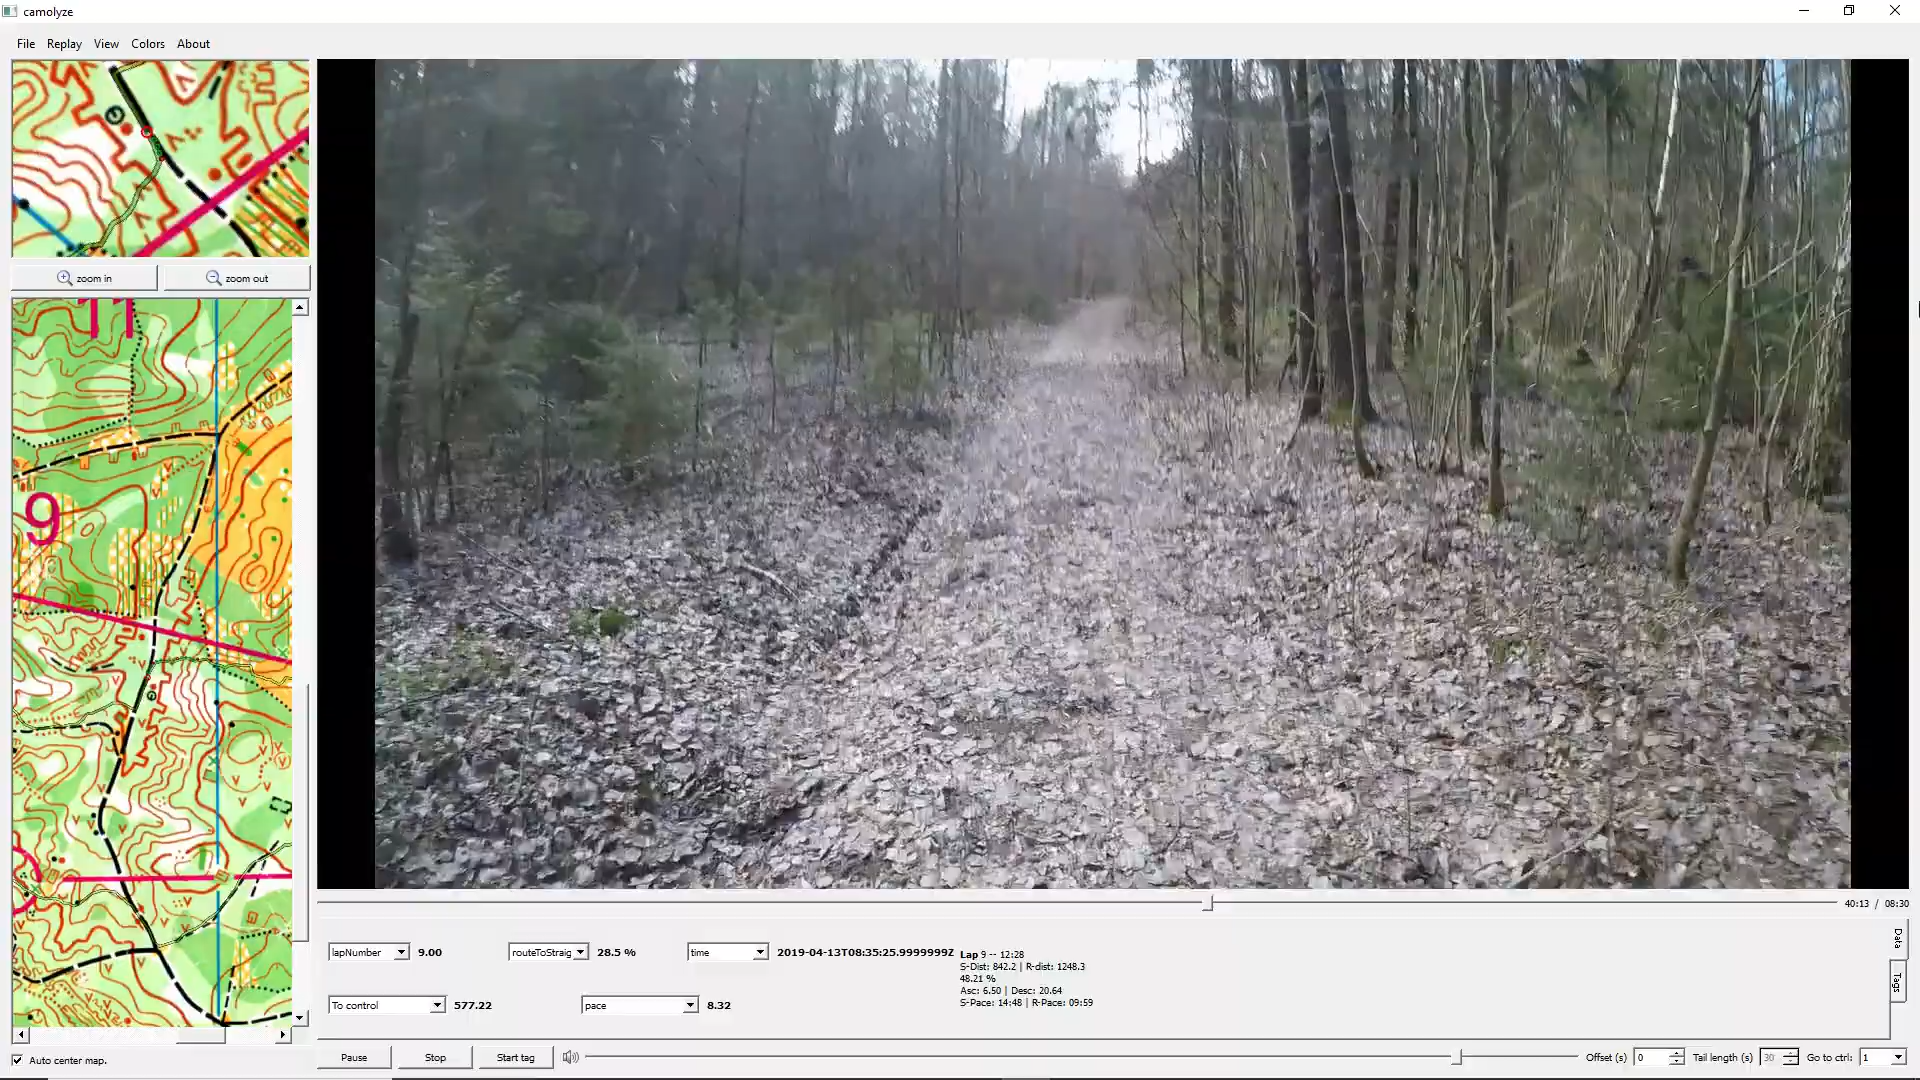 camolyze
File Replay View Colors About
zoom in zoom out
11
9
40:13 / 08:30
lapNumber 9.00 routeToStraig 28.5 % time 2019-04-13T08:35:25.9999999Z
Lap 9 -- 12:28
S-Dist: 842.2 | R-dist: 1248.3
48.21 %
Asc: 6.50 | Desc: 20.64
S-Pace: 14:48 | R-Pace: 09:59
To control 577.22 pace 8.32
Data
Tags
Auto center map.
Pause Stop Start tag Offset (s) 0 Tail length (s) 30 Go to ctrl: 1